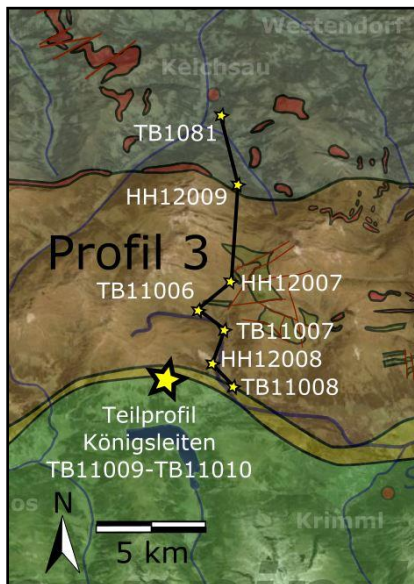 Westendorf
Kelchsau
TB1081
HH12009
Profil 3
HH12007
TB11006
TB11007
HH12008
TB11008
Teilprofil
Königsleiten
TB11009-TB11010
N
5 km
Krimml